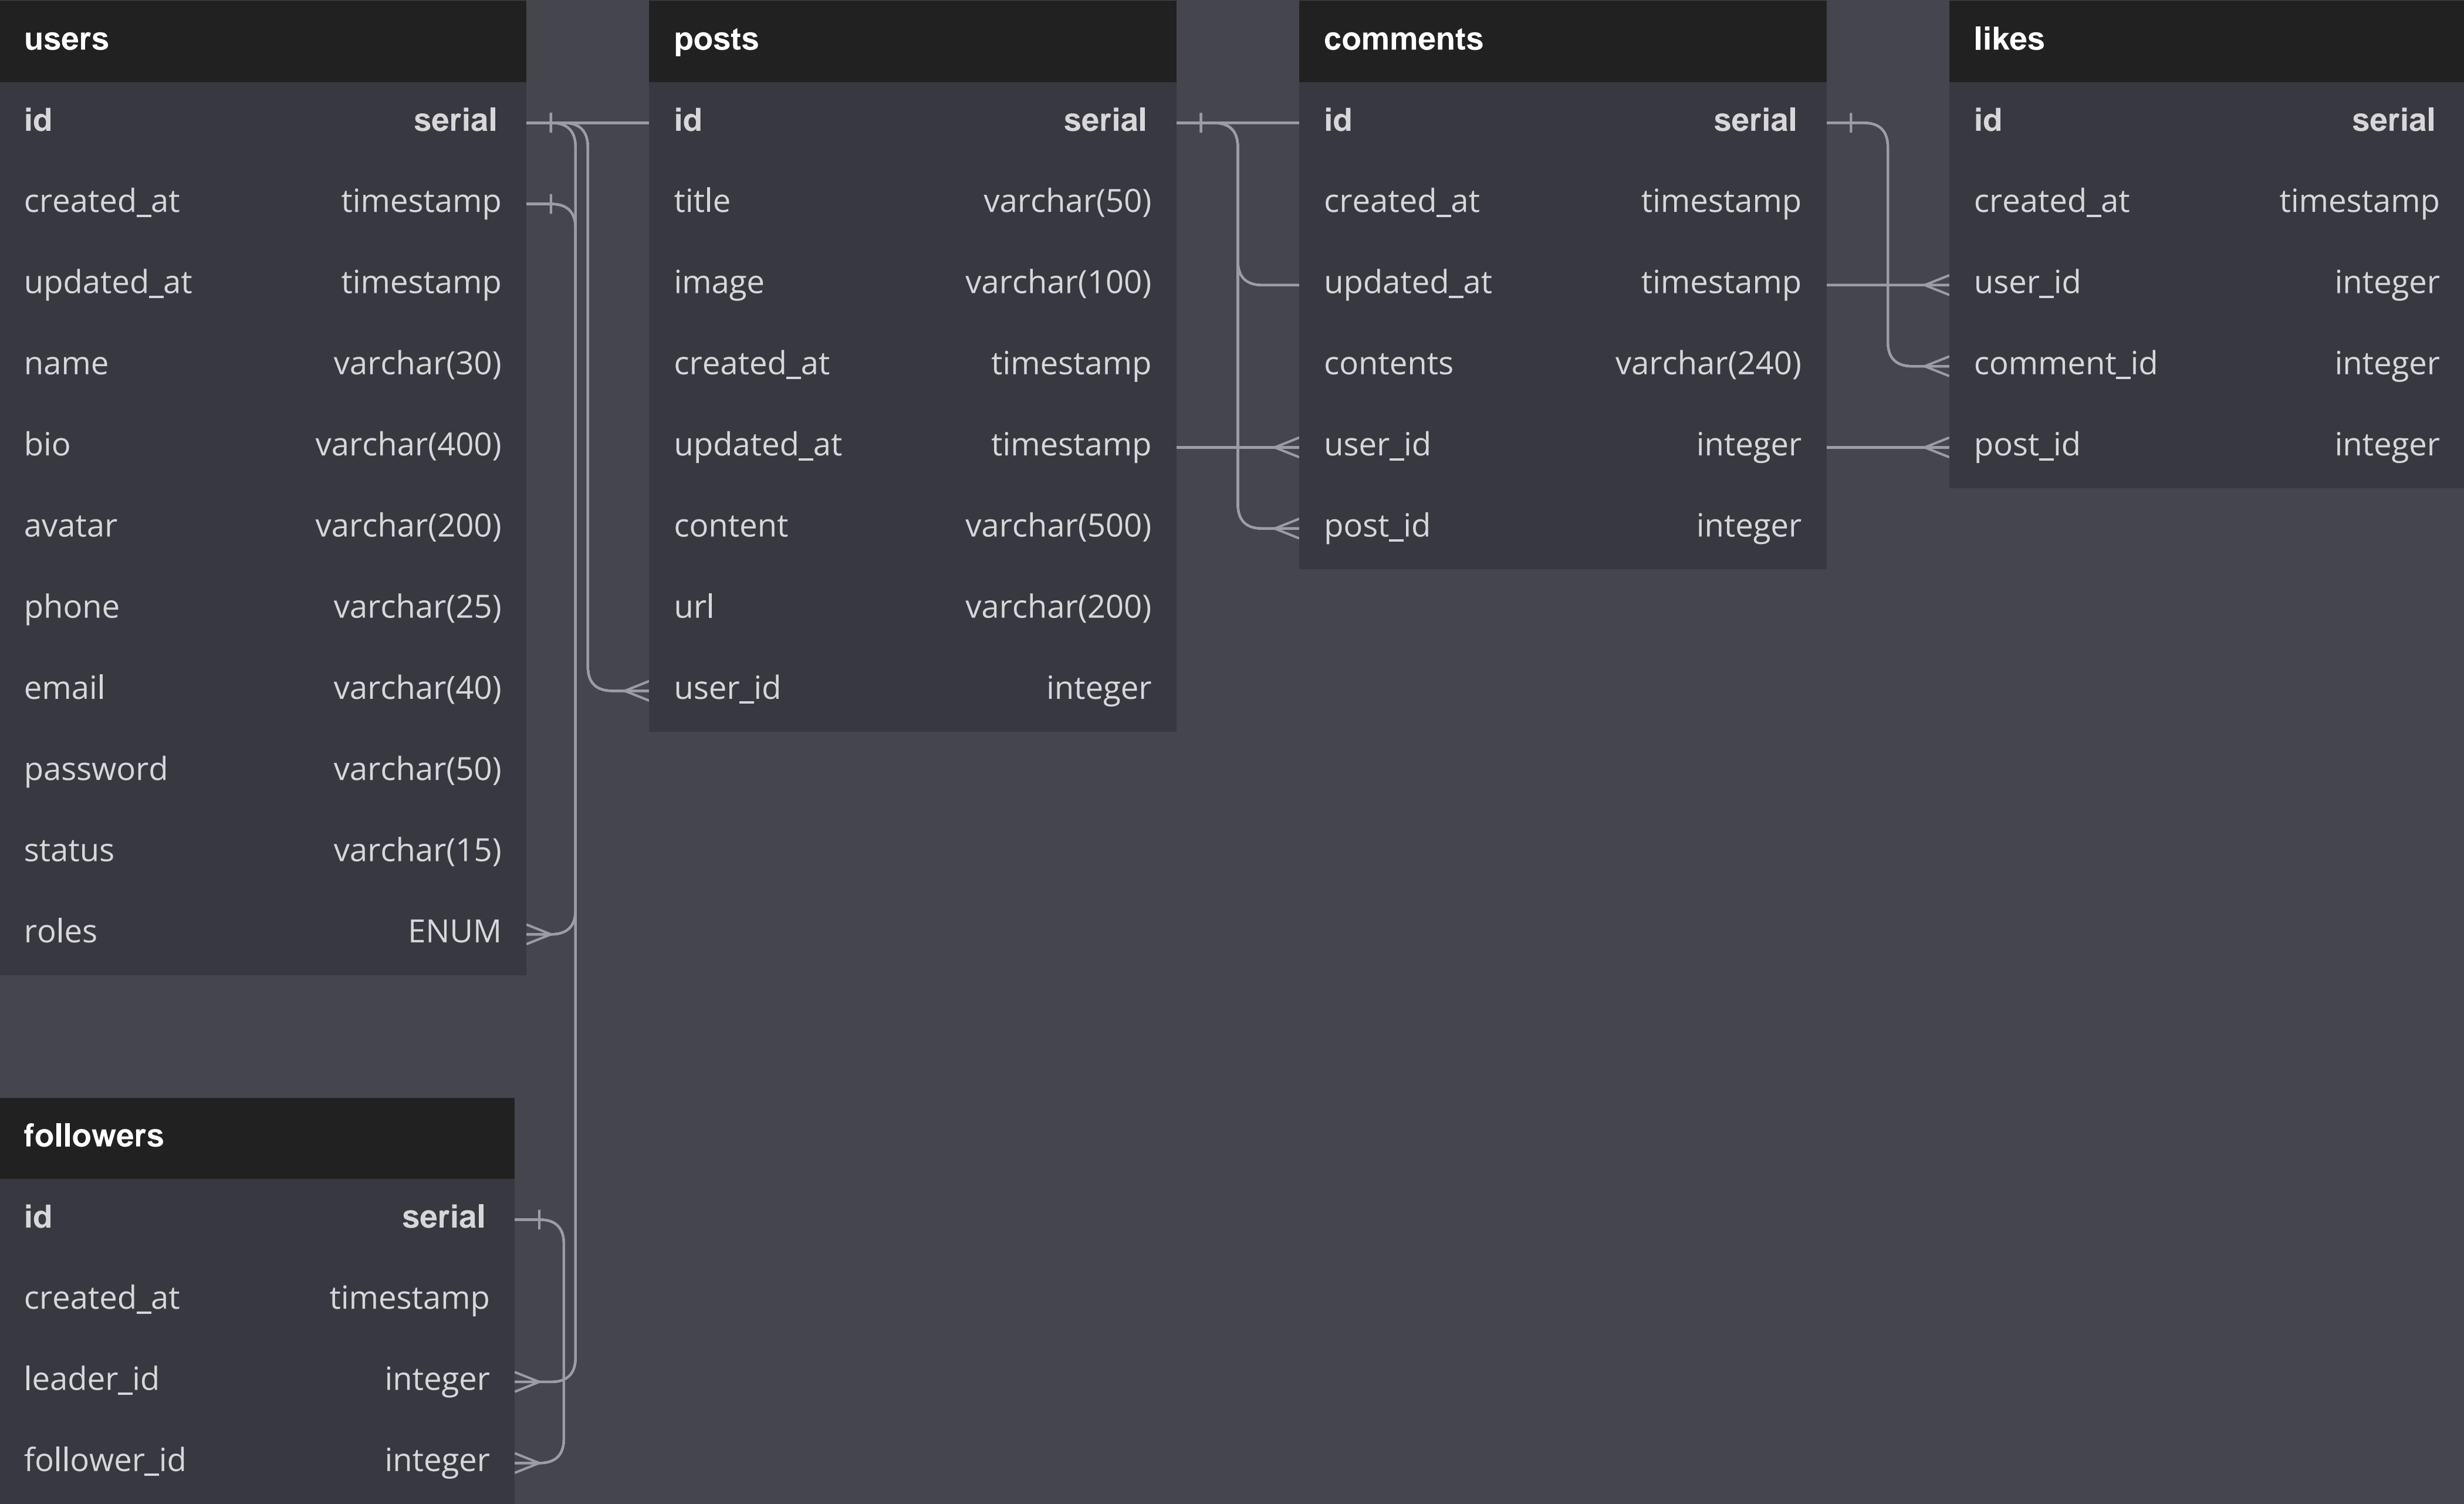 users
id serial
created_at timestamp
updated_at timestamp
name varchar(30)
bio varchar(400)
avatar varchar(200)
phone varchar(25)
email varchar(40)
password varchar(50)
status varchar(15)
roles ENUM
posts
id serial
title varchar(50)
image varchar(100)
created_at timestamp
updated_at timestamp
content varchar(500)
url varchar(200)
user_id integer
comments
id serial
created_at timestamp
updated_at timestamp
contents varchar(240)
user_id integer
post_id integer
likes
id serial
created_at timestamp
user_id integer
comment_id integer
post_id integer
followers
id serial
created_at timestamp
leader_id integer
follower_id integer